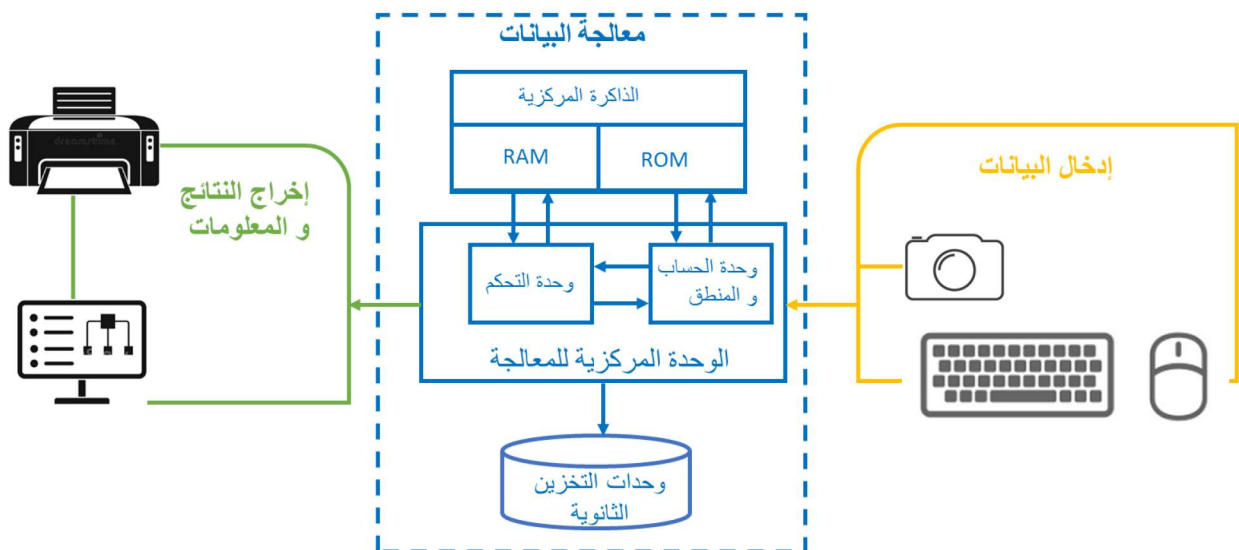 معالجة البيانات
الذاكرة المركزية
RAM
ROM
إدخال البيانات
إخراج النتائج
و المعلومات
وحدة الحساب
و المنطق
وحدة التحكم
الوحدة المركزية للمعالجة
وحدات التخزين
الثانوية
dreamstime